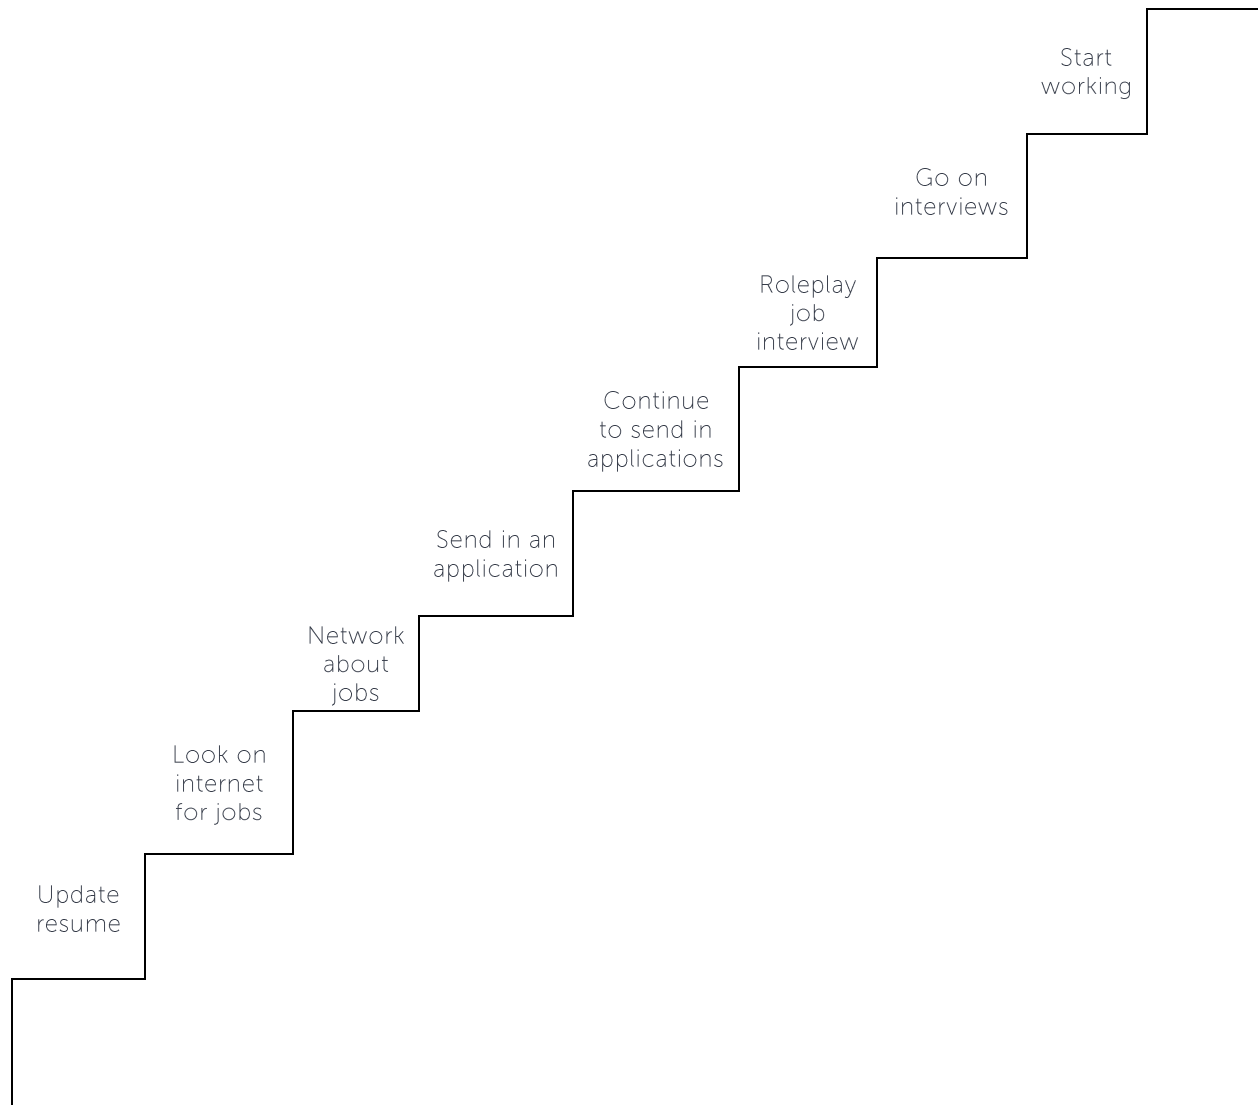 Start
working
Go on
interviews
Roleplay
job
interview
Continue
to send in
applications
Send in an
application
Network
about
jobs
Look on
internet
for jobs
Update
resume